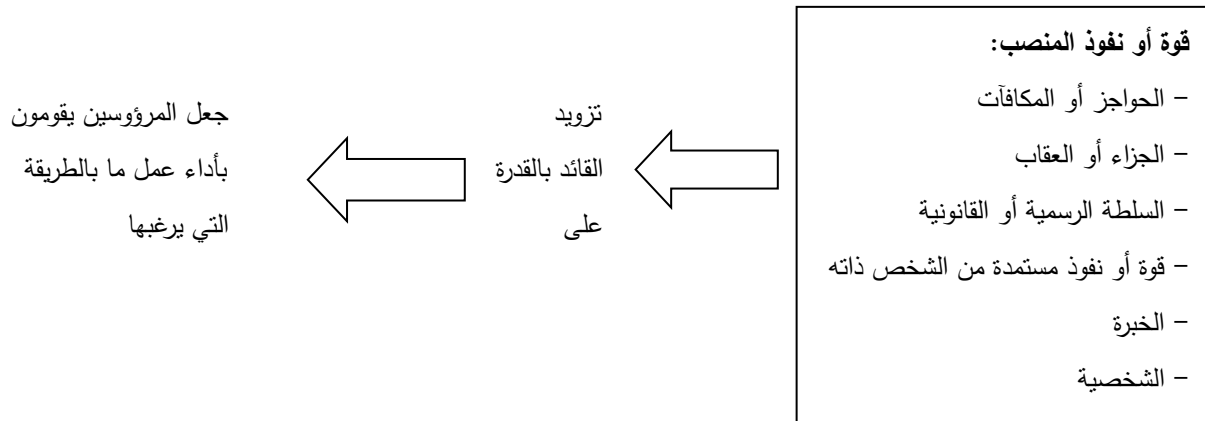 قوة أو نفوذ المنصب:
– الحواجز أو المكافآت
– الجزاء أو العقاب
– السلطة الرسمية أو القانونية
– قوة أو نفوذ مستمدة من الشخص ذاته
– الخبرة
– الشخصية
تزويد
القائد بالقدرة
على
جعل المرؤوسين يقومون
بأداء عمل ما بالطريقة
التي يرغبها